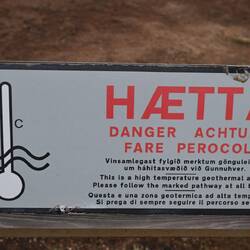 C
HÆTTA
DANGER ACHTU
FARE PEROCOL
Vinsamlegast fylgið merktum göngulei
um háhitasvæðið við Gunnuhver.
This is a high temperature geothermal a
Please follow the marked pathway at all t
Questa e una zona geotermica ad alta temp
Si prega di sempre seguire il percorso se